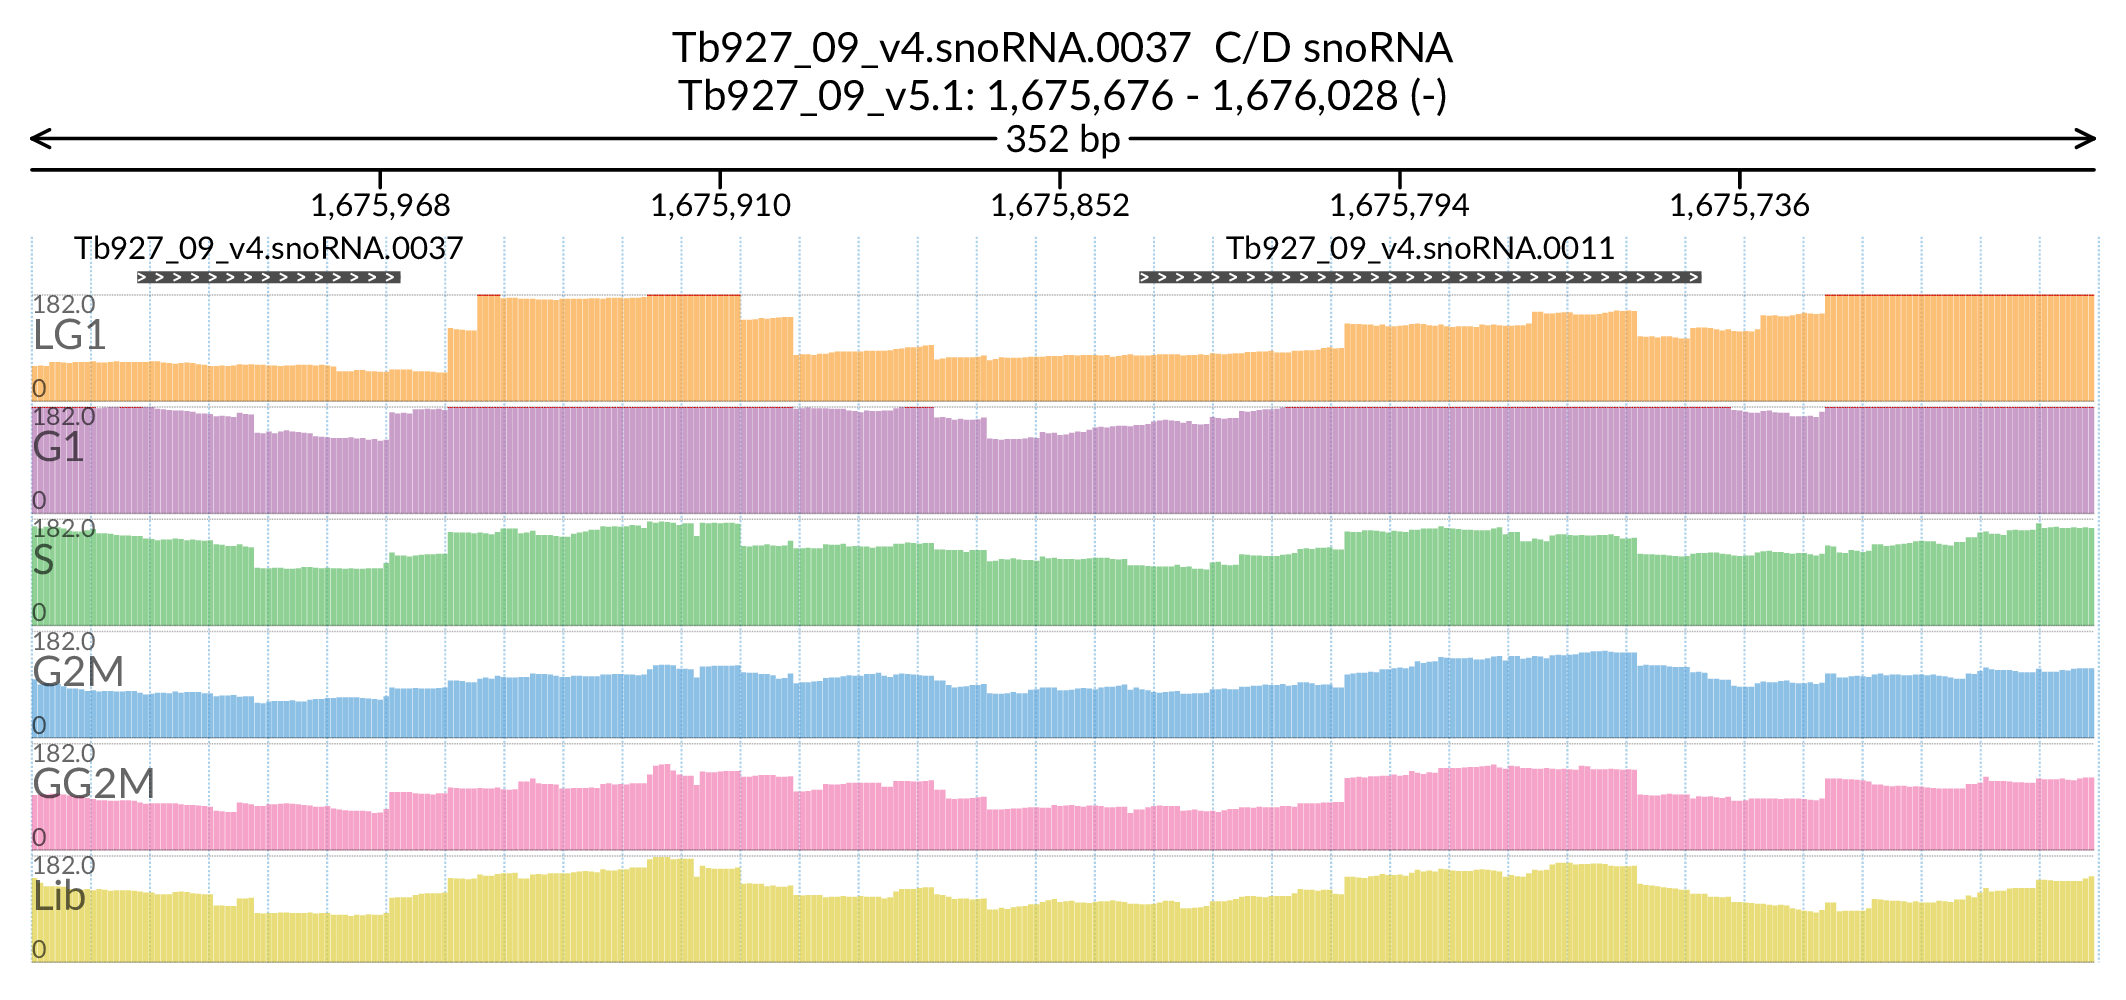 Tb927_09_v4.snoRNA.0037  C/D snoRNA
Tb927_09_v5.1: 1,675,676 - 1,676,028 (-)
352 bp
1,675,968 1,675,910 1,675,852 1,675,794 1,675,736
Tb927_09_v4.snoRNA.0037 Tb927_09_v4.snoRNA.0011
182.0
LG1
0
182.0
G1
0
182.0
S
0
182.0
G2M
0
182.0
GG2M
0
182.0
Lib
0